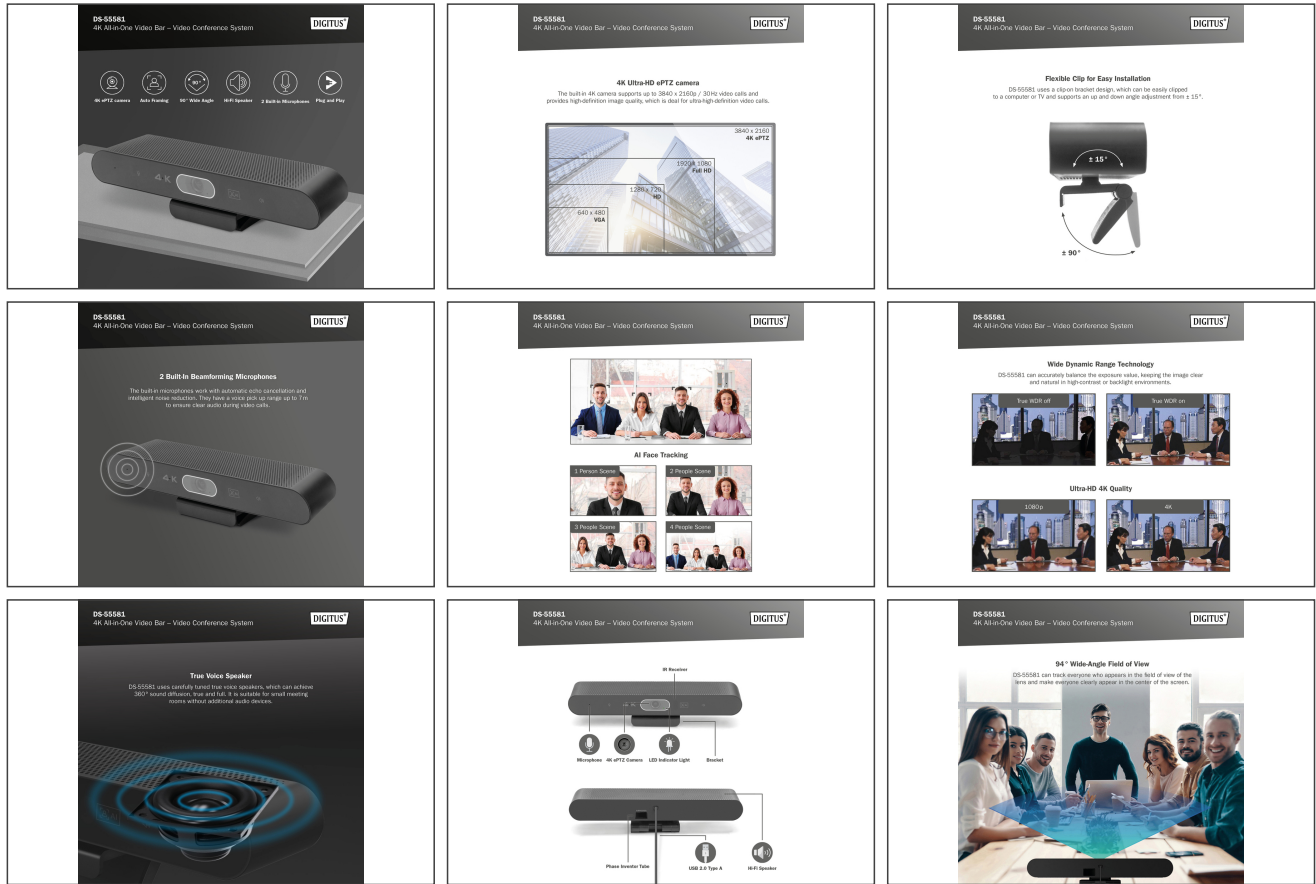 DS-55581
4K All-in-One Video Bar – Video Conference System
DIGITUS®
4K ePTZ camera
Auto Framing
90°
90° Wide Angle
Hi-Fi Speaker
2 Built-in Microphones
Plug and Play
4K
DS-55581
4K All-in-One Video Bar – Video Conference System
DIGITUS®
4K Ultra-HD ePTZ camera
The built-in 4K camera supports up to 3840 x 2160p / 30Hz video calls and
provides high-definition image quality, which is deal for ultra-high-definition video calls.
3840 x 2160
4K ePTZ
1920 x 1080
Full HD
1280 x 720
HD
640 x 480
VGA
DS-55581
4K All-in-One Video Bar – Video Conference System
DIGITUS®
Flexible Clip for Easy Installation
DS-55581 uses a clip-on bracket design, which can be easily clipped
to a computer or TV and supports an up and down angle adjustment from ± 15°.
± 15°
± 90°
DS-55581
4K All-in-One Video Bar – Video Conference System
DIGITUS®
2 Built-In Beamforming Microphones
The built-in microphones work with automatic echo cancellation and
intelligent noise reduction. They have a voice pick up range up to 7m
to ensure clear audio during video calls.
4K
DS-55581
4K All-in-One Video Bar – Video Conference System
DIGITUS®
AI Face Tracking
1 Person Scene
2 People Scene
3 People Scene
4 People Scene
DS-55581
4K All-in-One Video Bar – Video Conference System
DIGITUS®
Wide Dynamic Range Technology
DS-55581 can accurately balance the exposure value, keeping the image clear
and natural in high-contrast or backlight environments.
True WDR off
True WDR on
Ultra-HD 4K Quality
1080p
4K
DS-55581
4K All-in-One Video Bar – Video Conference System
DIGITUS®
True Voice Speaker
DS-55581 uses carefully tuned true voice speakers, which can achieve
360° sound diffusion, true and full. It is suitable for small meeting
rooms without additional audio devices.
DS-55581
4K All-in-One Video Bar – Video Conference System
DIGITUS®
IR Receiver
Microphone
4K ePTZ Camera
LED Indicator Light
Bracket
Phase Invertor Tube
USB 2.0 Type A
Hi-Fi Speaker
DS-55581
4K All-in-One Video Bar – Video Conference System
DIGITUS®
94° Wide-Angle Field of View
DS-55581 can track everyone who appears in the field of view of the
lens and make everyone clearly appear in the center of the screen.